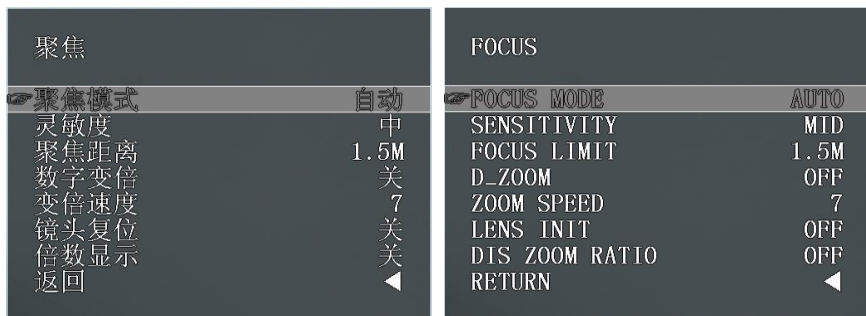 聚焦
☞聚焦模式 自动
灵敏度 中
聚焦距离 1.5M
数字变倍 关
变倍速度 7
镜头复位 关
倍数显示 关
返回 ◀
FOCUS
☞FOCUS MODE AUTO
SENSITIVITY MID
FOCUS LIMIT 1.5M
D_ZOOM OFF
ZOOM SPEED 7
LENS INIT OFF
DIS ZOOM RATIO OFF
RETURN ◀